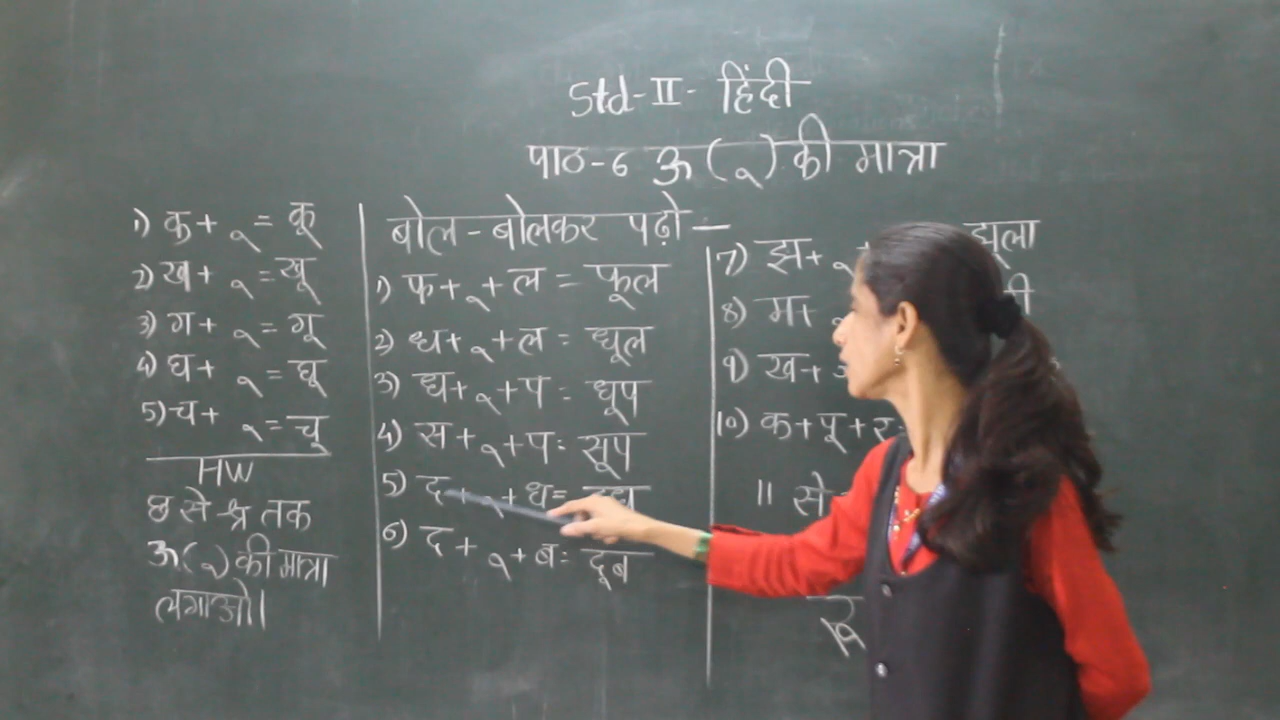 Std-II- हिंदी
पाठ-6 ऊ (ू) की मात्रा
1) क + ू = कू
2) ख + ू = खू
3) ग + ू = गू
4) घ + ू = घू
5) च + ू = चू
HW
छ से श्र तक
ऊ (ू) की मात्रा
लगाओ।
बोल - बोलकर पढ़ो —
1) फ + ू + ल = फूल
2) ध + ू + ल = धूल
3) ध + ू + प = धूप
4) स + ू + प = सूप
5) द + ू + ध = दूध
6) द + ू + ब = दूब
7) झ + ू झूला
8) म + ू
9) ख +
10) क + पू + र =
" से